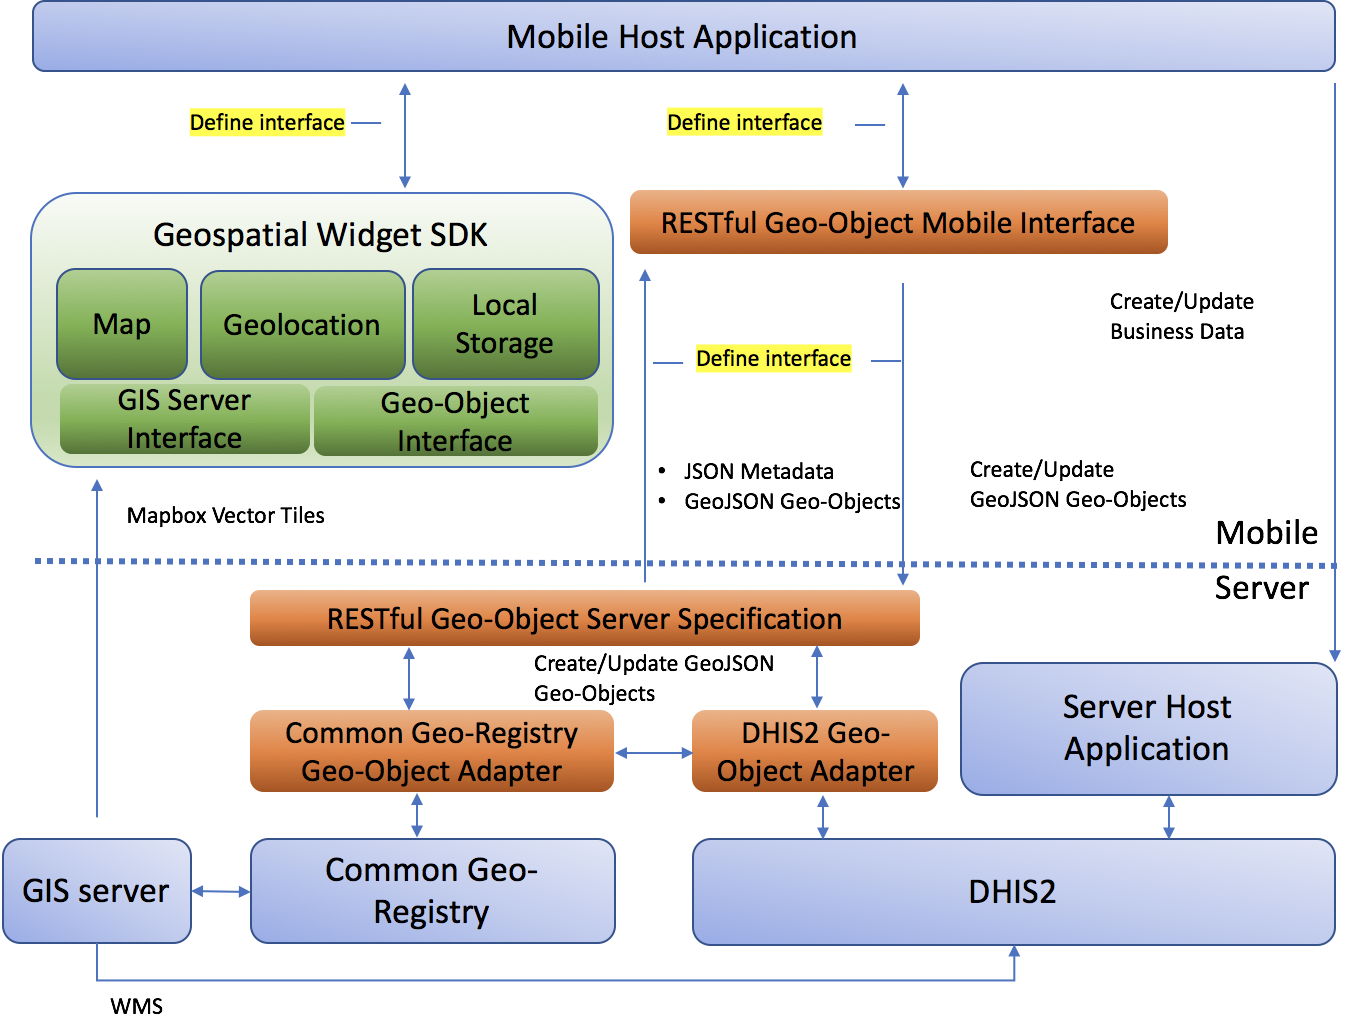 Mobile Host Application
Define interface
Define interface
Geospatial Widget SDK
RESTful Geo-Object Mobile Interface
Map
Geolocation
Local
Storage
GIS Server
Interface
Geo-Object
Interface
Create/Update
Business Data
Define interface
• JSON Metadata
• GeoJSON Geo-Objects
Create/Update
GeoJSON Geo-Objects
Mapbox Vector Tiles
Mobile
Server
RESTful Geo-Object Server Specification
Create/Update GeoJSON
Geo-Objects
Common Geo-Registry
Geo-Object Adapter
DHIS2 Geo-
Object Adapter
Server Host
Application
GIS server
Common Geo-
Registry
DHIS2
WMS